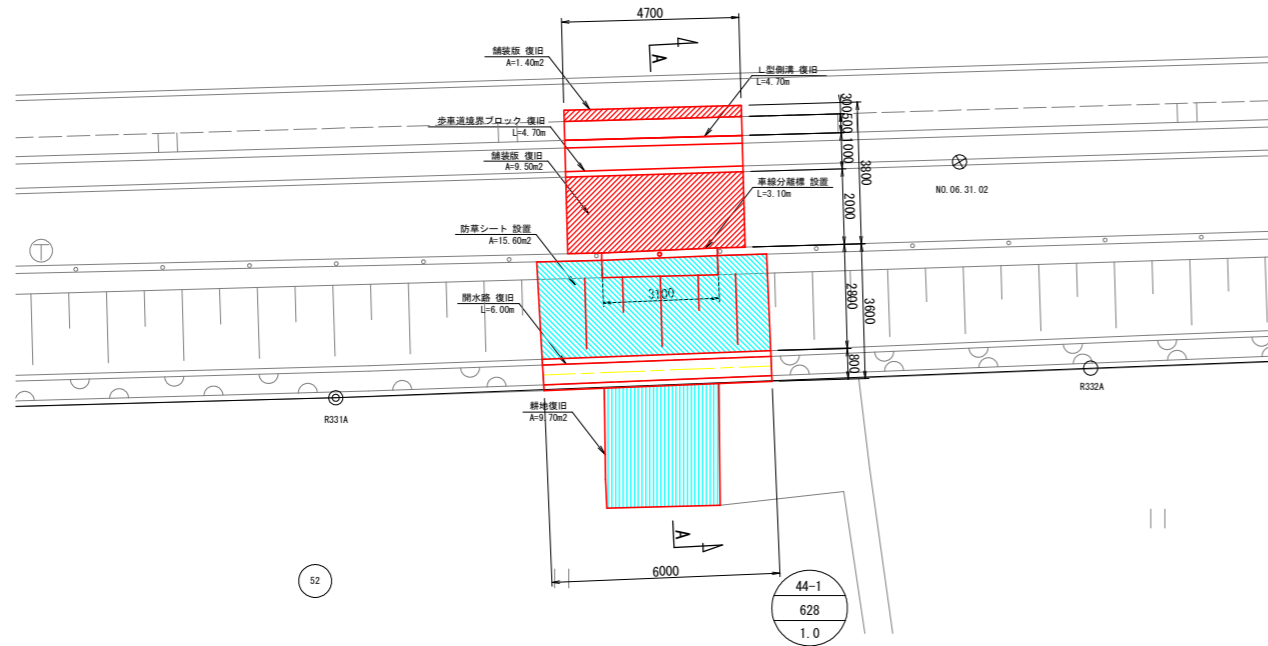 4700
舗装版 復旧
A=1.40m2
A
L型側溝 復旧
L=4.70m
歩車道境界ブロック 復旧
L=4.70m
300
500
1000
3800
舗装版 復旧
A=9.50m2
車線分離標 設置
L=3.10m
NO.06.31.02
2000
防草シート 設置
A=15.60m2
T
3100
開水路 復旧
L=6.00m
2800
3600
800
R331A
R332A
耕地復旧
A=9.70m2
A
6000
52
44-1
628
1.0